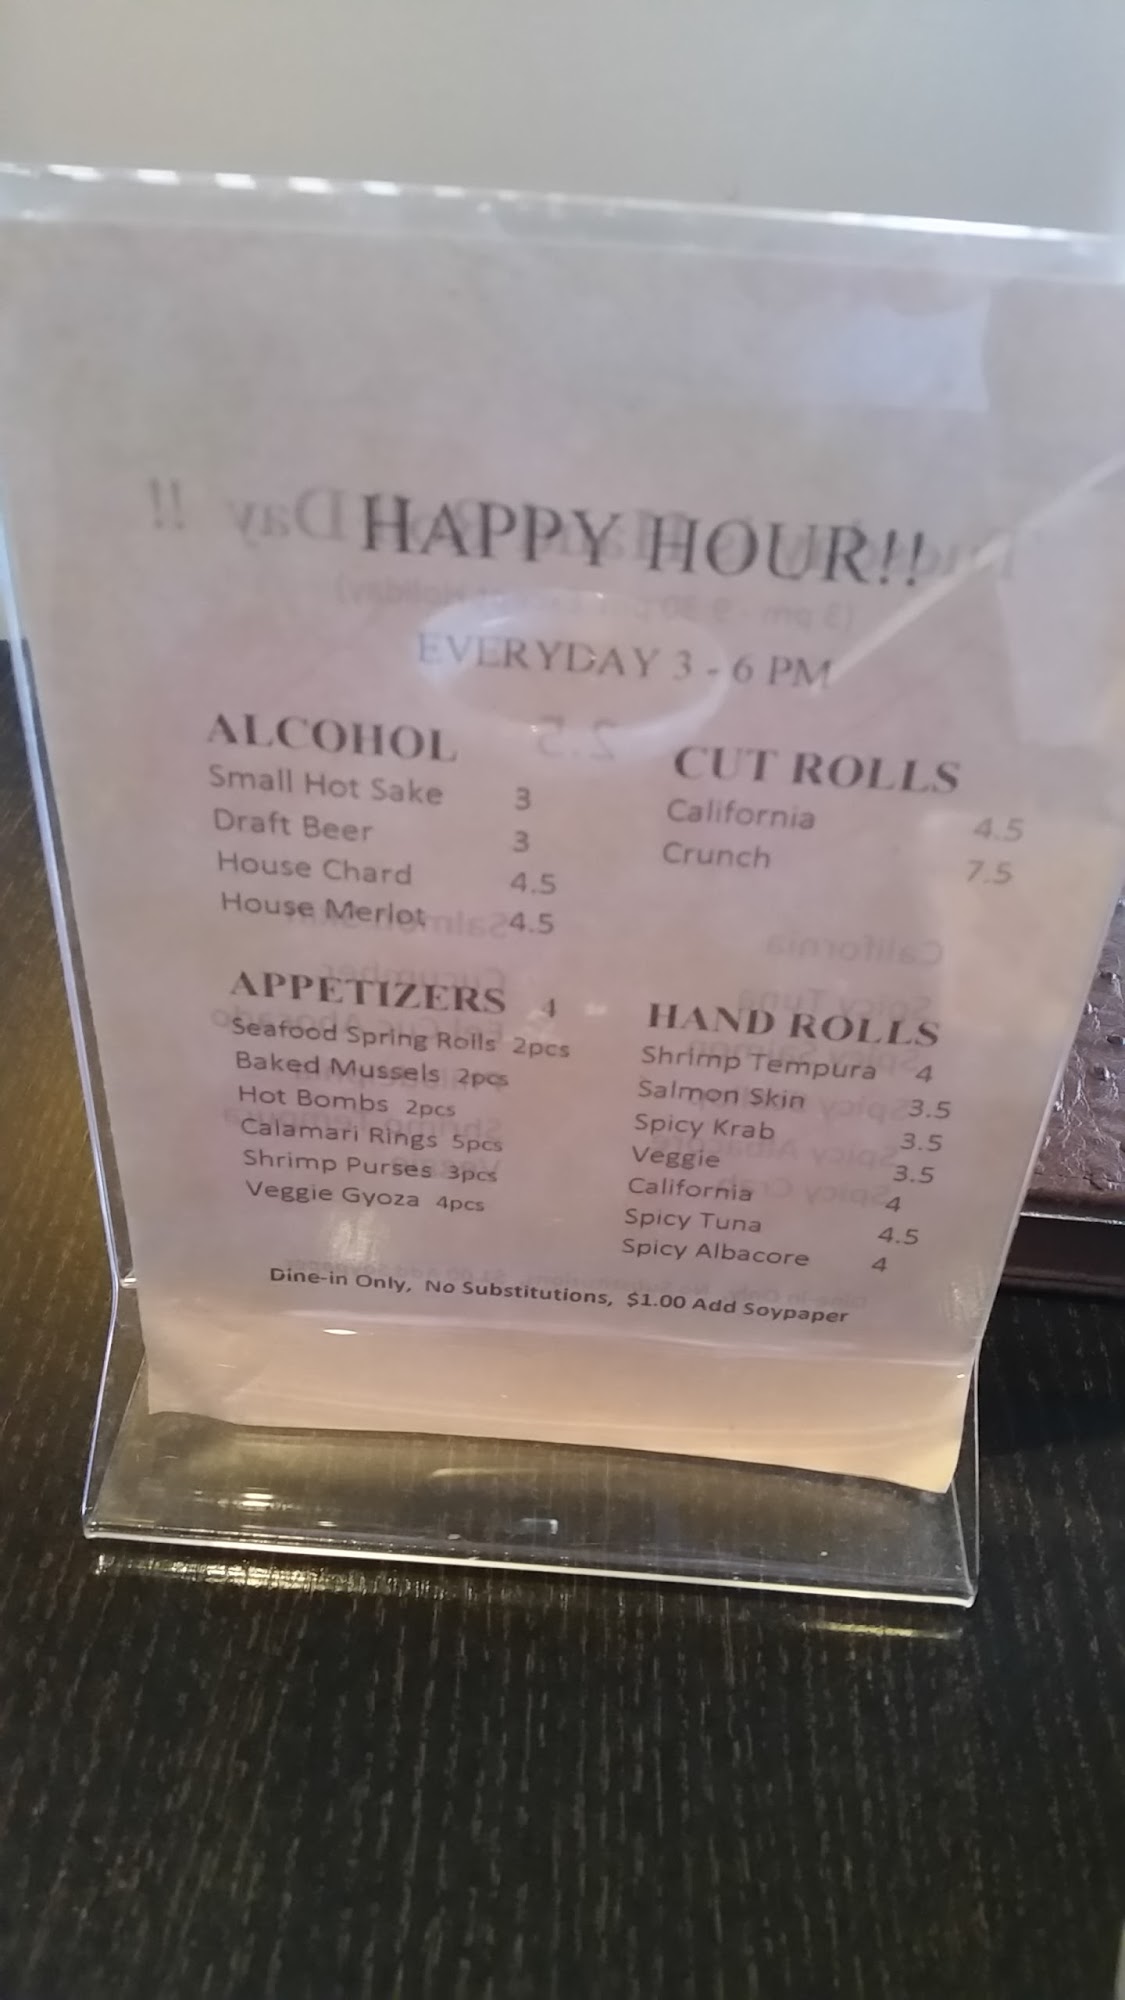 HAPPY HOUR!!
EVERYDAY 3 - 6 PM
ALCOHOL
Small Hot Sake 3
Draft Beer 3
House Chard 4.5
House Merlot 4.5
CUT ROLLS
California 4.5
Crunch 7.5
APPETIZERS 4
Seafood Spring Rolls 2pcs
Baked Mussels 2pcs
Hot Bombs 2pcs
Calamari Rings 5pcs
Shrimp Purses 3pcs
Veggie Gyoza 4pcs
HAND ROLLS
Shrimp Tempura 4
Salmon Skin 3.5
Spicy Krab 3.5
Veggie 3.5
California 4
Spicy Tuna 4.5
Spicy Albacore 4
Dine-in Only, No Substitutions, $1.00 Add Soypaper